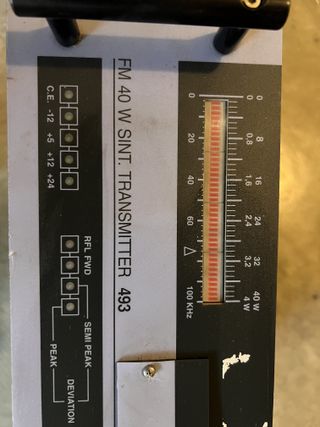 0 8 16 24 32 40 W
0,8 1,6 2,4 3,2 4 W
0 20 40 60 △ 100 KHz
FM 40 W SINT. TRANSMITTER 493
RFL FWD
SEMI PEAK
DEVIATION
PEAK
C.E. -12 +5 +12 +24